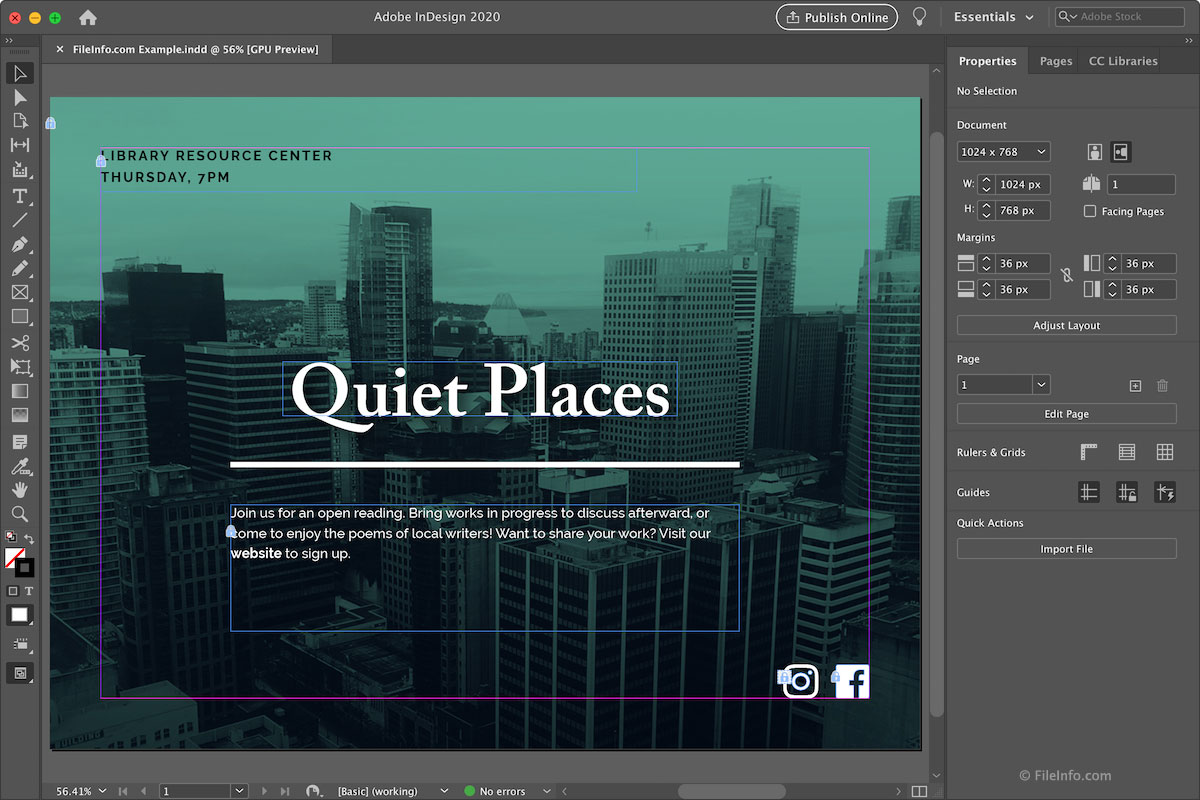 Adobe InDesign 2020
Publish Online
Essentials
Adobe Stock
FileInfo.com Example.indd @ 56% [GPU Preview]
Properties
Pages
CC Libraries
No Selection
Document
1024 x 768
W:
1024 px
1
H:
768 px
Facing Pages
Margins
36 px
36 px
36 px
36 px
Adjust Layout
Page
1
Edit Page
Rulers & Grids
Guides
Quick Actions
Import File
LIBRARY RESOURCE CENTER
THURSDAY, 7PM
Quiet Places
Join us for an open reading. Bring works in progress to discuss afterward, or
come to enjoy the poems of local writers! Want to share your work? Visit our
website to sign up.
BUILDING
© FileInfo.com
56.41%
1
[Basic] (working)
No errors